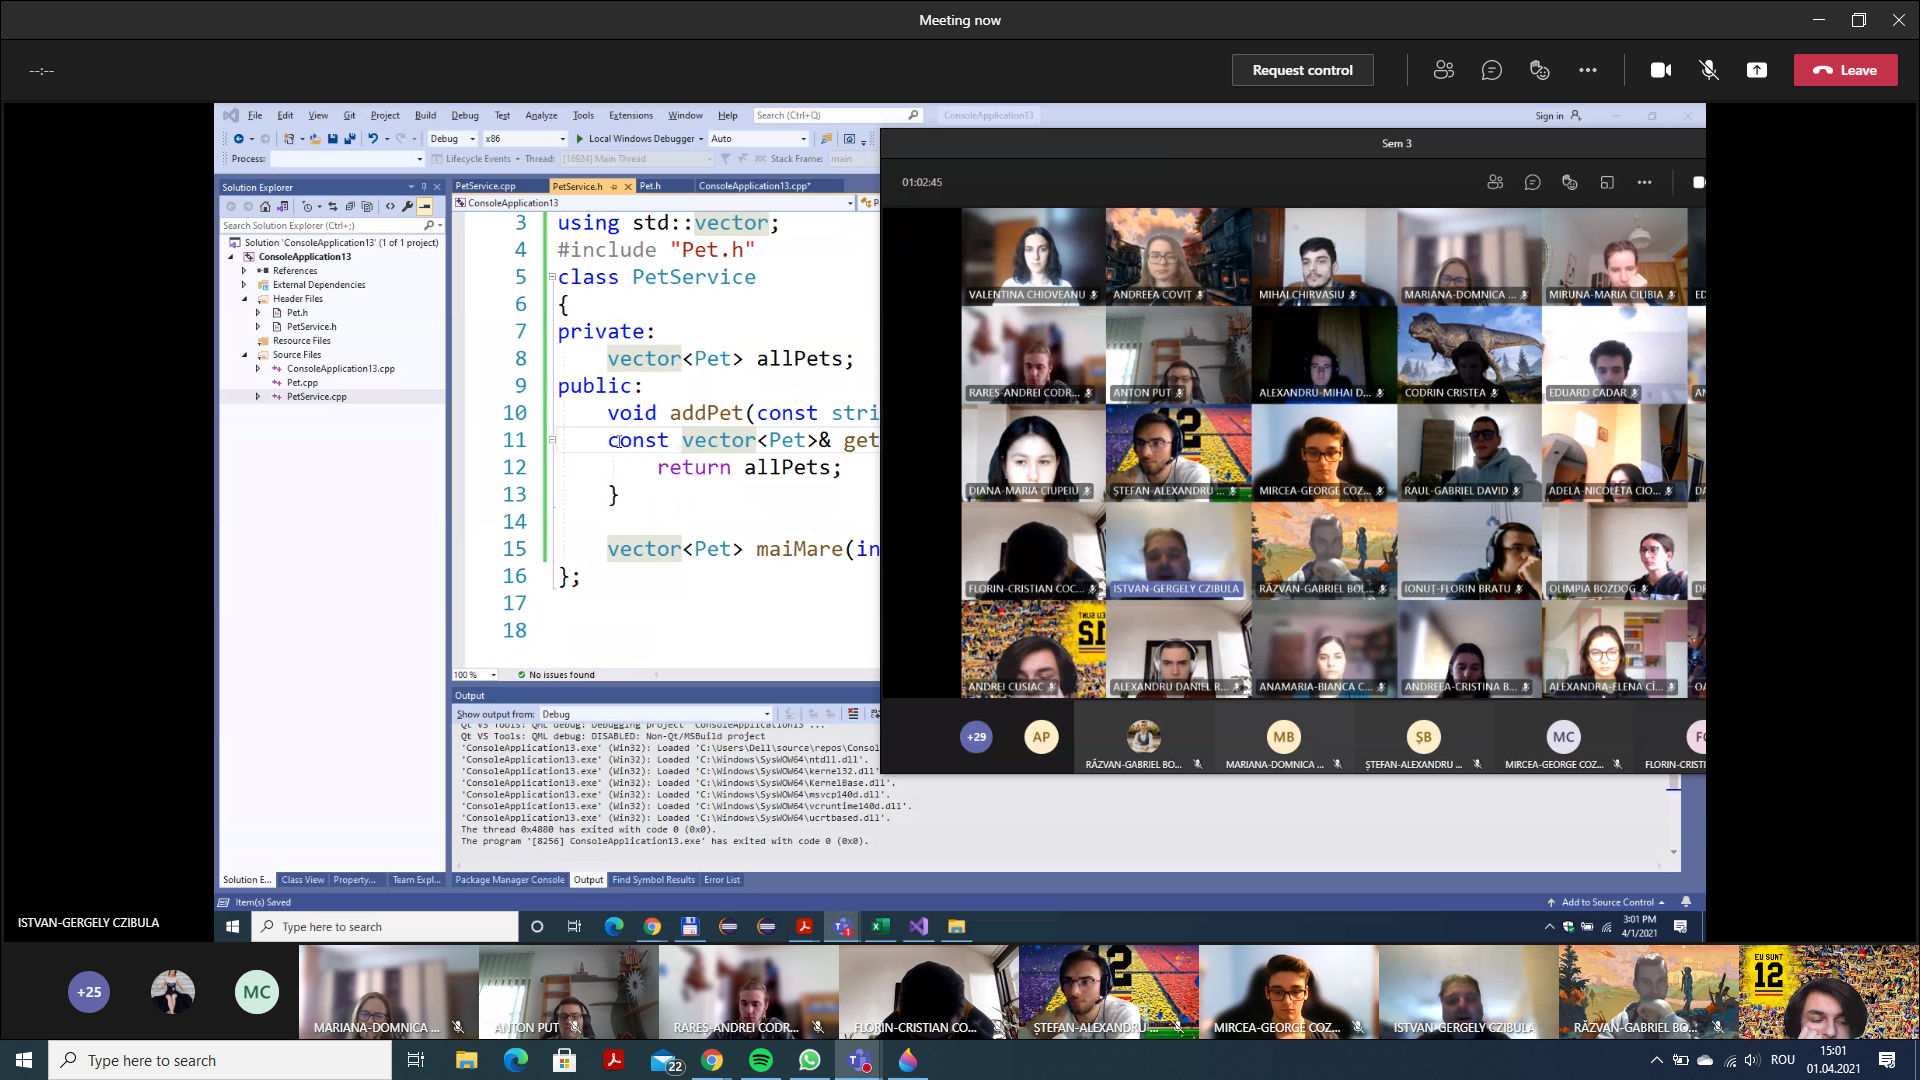 Meeting now
--:--
Request control
Leave
File Edit View Git Project Build Debug Test Analyze Tools Extensions Window Help Search (Ctrl+Q) ConsoleApplication13 Sign in
Debug x86 Local Windows Debugger Auto
Process: Lifecycle Events Thread: [16924] Main Thread Stack Frame: main
Sem 3
01:02:45
Solution Explorer
Search Solution Explorer (Ctrl+;)
Solution 'ConsoleApplication13' (1 of 1 project)
ConsoleApplication13
References
External Dependencies
Header Files
Pet.h
PetService.h
Resource Files
Source Files
ConsoleApplication13.cpp
Pet.cpp
PetService.cpp
PetService.cpp PetService.h Pet.h ConsoleApplication13.cpp*
ConsoleApplication13
3 using std::vector;
4 #include "Pet.h"
5 class PetService
6 {
7 private:
8 vector<Pet> allPets;
9 public:
10 void addPet(const stri
11 const vector<Pet>& get
12 return allPets;
13 }
14
15 vector<Pet> maiMare(in
16 };
17
18
100 % No issues found
Output
Show output from: Debug
Qt VS Tools: QML debug: Debugging project 'ConsoleApplication13'...
Qt VS Tools: QML debug: DISABLED: Non-Qt/MSBuild project
'ConsoleApplication13.exe' (Win32): Loaded 'C:\Users\Dell\source\repos\Consol
'ConsoleApplication13.exe' (Win32): Loaded 'C:\Windows\SysWOW64\ntdll.dll'.
'ConsoleApplication13.exe' (Win32): Loaded 'C:\Windows\SysWOW64\kernel32.dll'
'ConsoleApplication13.exe' (Win32): Loaded 'C:\Windows\SysWOW64\KernelBase.dll'.
'ConsoleApplication13.exe' (Win32): Loaded 'C:\Windows\SysWOW64\msvcp140d.dll'.
'ConsoleApplication13.exe' (Win32): Loaded 'C:\Windows\SysWOW64\vcruntime140d.dll'.
'ConsoleApplication13.exe' (Win32): Loaded 'C:\Windows\SysWOW64\ucrtbased.dll'.
The thread 0x4880 has exited with code 0 (0x0).
The program '[8256] ConsoleApplication13.exe' has exited with code 0 (0x0).
Solution E... Class View Property... Team Expl... Package Manager Console Output Find Symbol Results Error List
Item(s) Saved Add to Source Control
VALENTINA CHIOVEANU ANDREEA COVIT MIHAI CHIRVASIU MARIANA-DOMNICA ... MIRUNA-MARIA CILIBIA
RAREȘ-ANDREI CODR... ANTON PUT ALEXANDRU-MIHAI D... CODRIN CRISTEA EDUARD CADAR
DIANA-MARIA CIUPEIU ȘTEFAN-ALEXANDRU ... MIRCEA-GEORGE COZ... RAUL-GABRIEL DAVID ADELA-NICOLETA CIO...
FLORIN-CRISTIAN COC... ISTVAN-GERGELY CZIBULA RĂZVAN-GABRIEL BOL... IONUȚ-FLORIN BRATU OLIMPIA BOZDOG
ANDREI CUSIAC ALEXANDRU DANIEL R... ANAMARIA-BIANCA C... ANDREEA-CRISTINA B... ALEXANDRA-ELENA CÎ...
+29 AP MB ȘB MC
RĂZVAN-GABRIEL BO... MARIANA-DOMNICA ... ȘTEFAN-ALEXANDRU ... MIRCEA-GEORGE COZ... FLORIN-CRISTI
ISTVAN-GERGELY CZIBULA
Type here to search
3:01 PM
4/1/2021
+25 MC
EU SUNT
12
MARIANA-DOMNICA ... ANTON PUT RAREȘ-ANDREI CODR... FLORIN-CRISTIAN CO... ȘTEFAN-ALEXANDRU ... MIRCEA-GEORGE COZ... ISTVAN-GERGELY CZIBULA RĂZVAN-GABRIEL BO...
Type here to search
22
ROU
15:01
01.04.2021